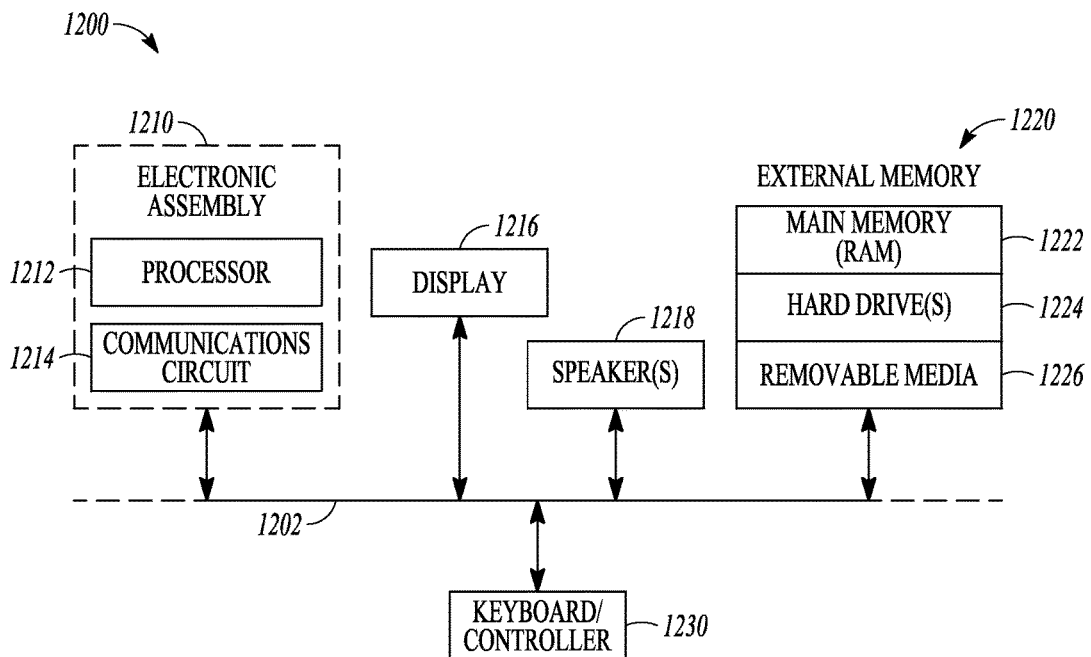 1200
1210
ELECTRONIC
ASSEMBLY
1212
PROCESSOR
1214
COMMUNICATIONS
CIRCUIT
1216
DISPLAY
1218
SPEAKER(S)
1220
EXTERNAL MEMORY
MAIN MEMORY
(RAM)
1222
HARD DRIVE(S)
1224
REMOVABLE MEDIA
1226
1202
KEYBOARD/
CONTROLLER
1230